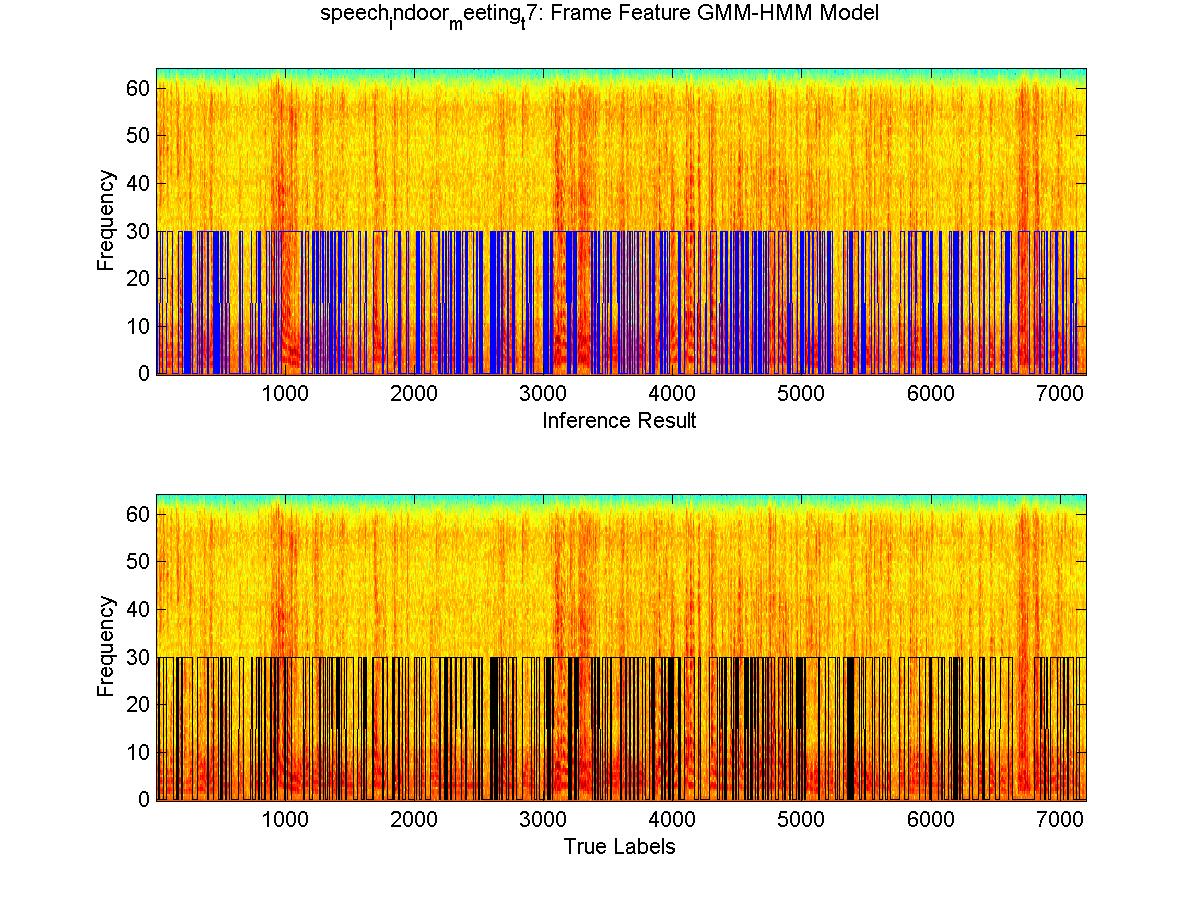 speech_indoor_meeting_t7: Frame Feature GMM-HMM Model
60
50
40
30
20
10
0
Frequency
1000 2000 3000 4000 5000 6000 7000
Inference Result
60
50
40
30
20
10
0
Frequency
1000 2000 3000 4000 5000 6000 7000
True Labels